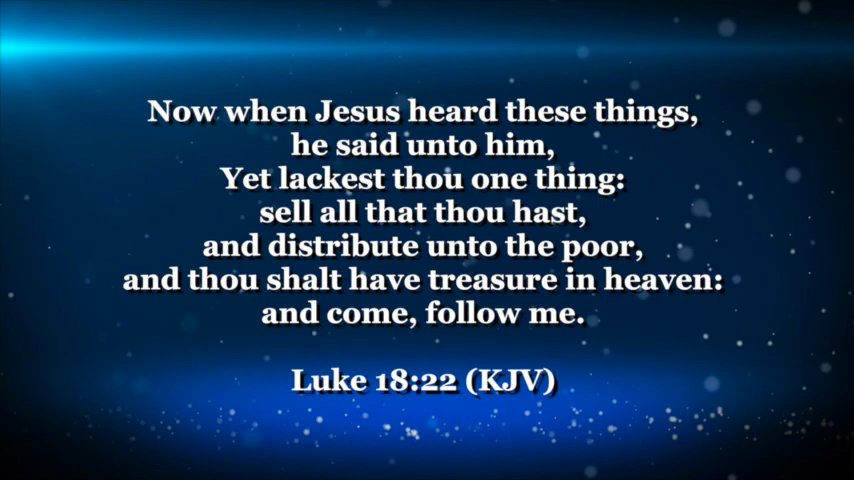 Now when Jesus heard these things,
he said unto him,
Yet lackest thou one thing:
sell all that thou hast,
and distribute unto the poor,
and thou shalt have treasure in heaven:
and come, follow me.
Luke 18:22 (KJV)